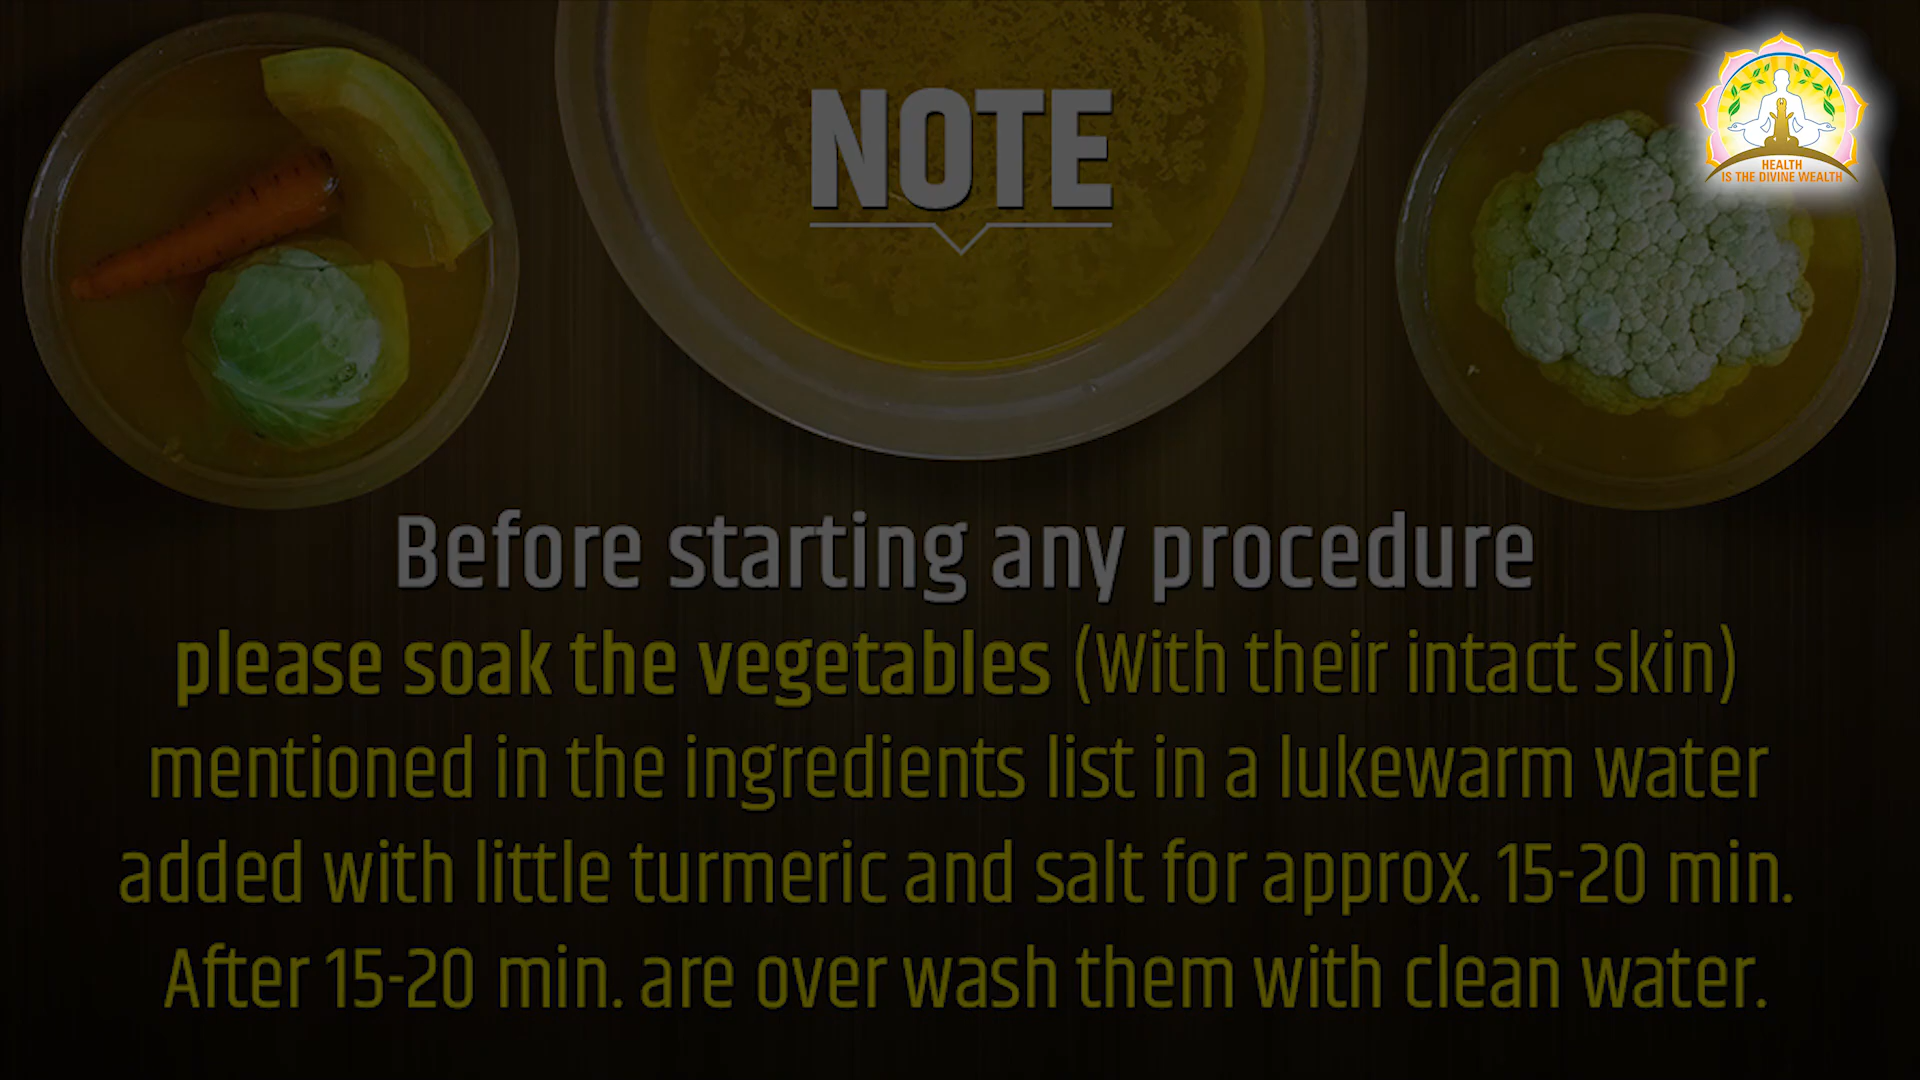 HEALTH
IS THE DIVINE WEALTH
NOTE
Before starting any procedure
please soak the vegetables (With their intact skin)
mentioned in the ingredients list in a lukewarm water
added with little turmeric and salt for approx. 15-20 min.
After 15-20 min. are over wash them with clean water.